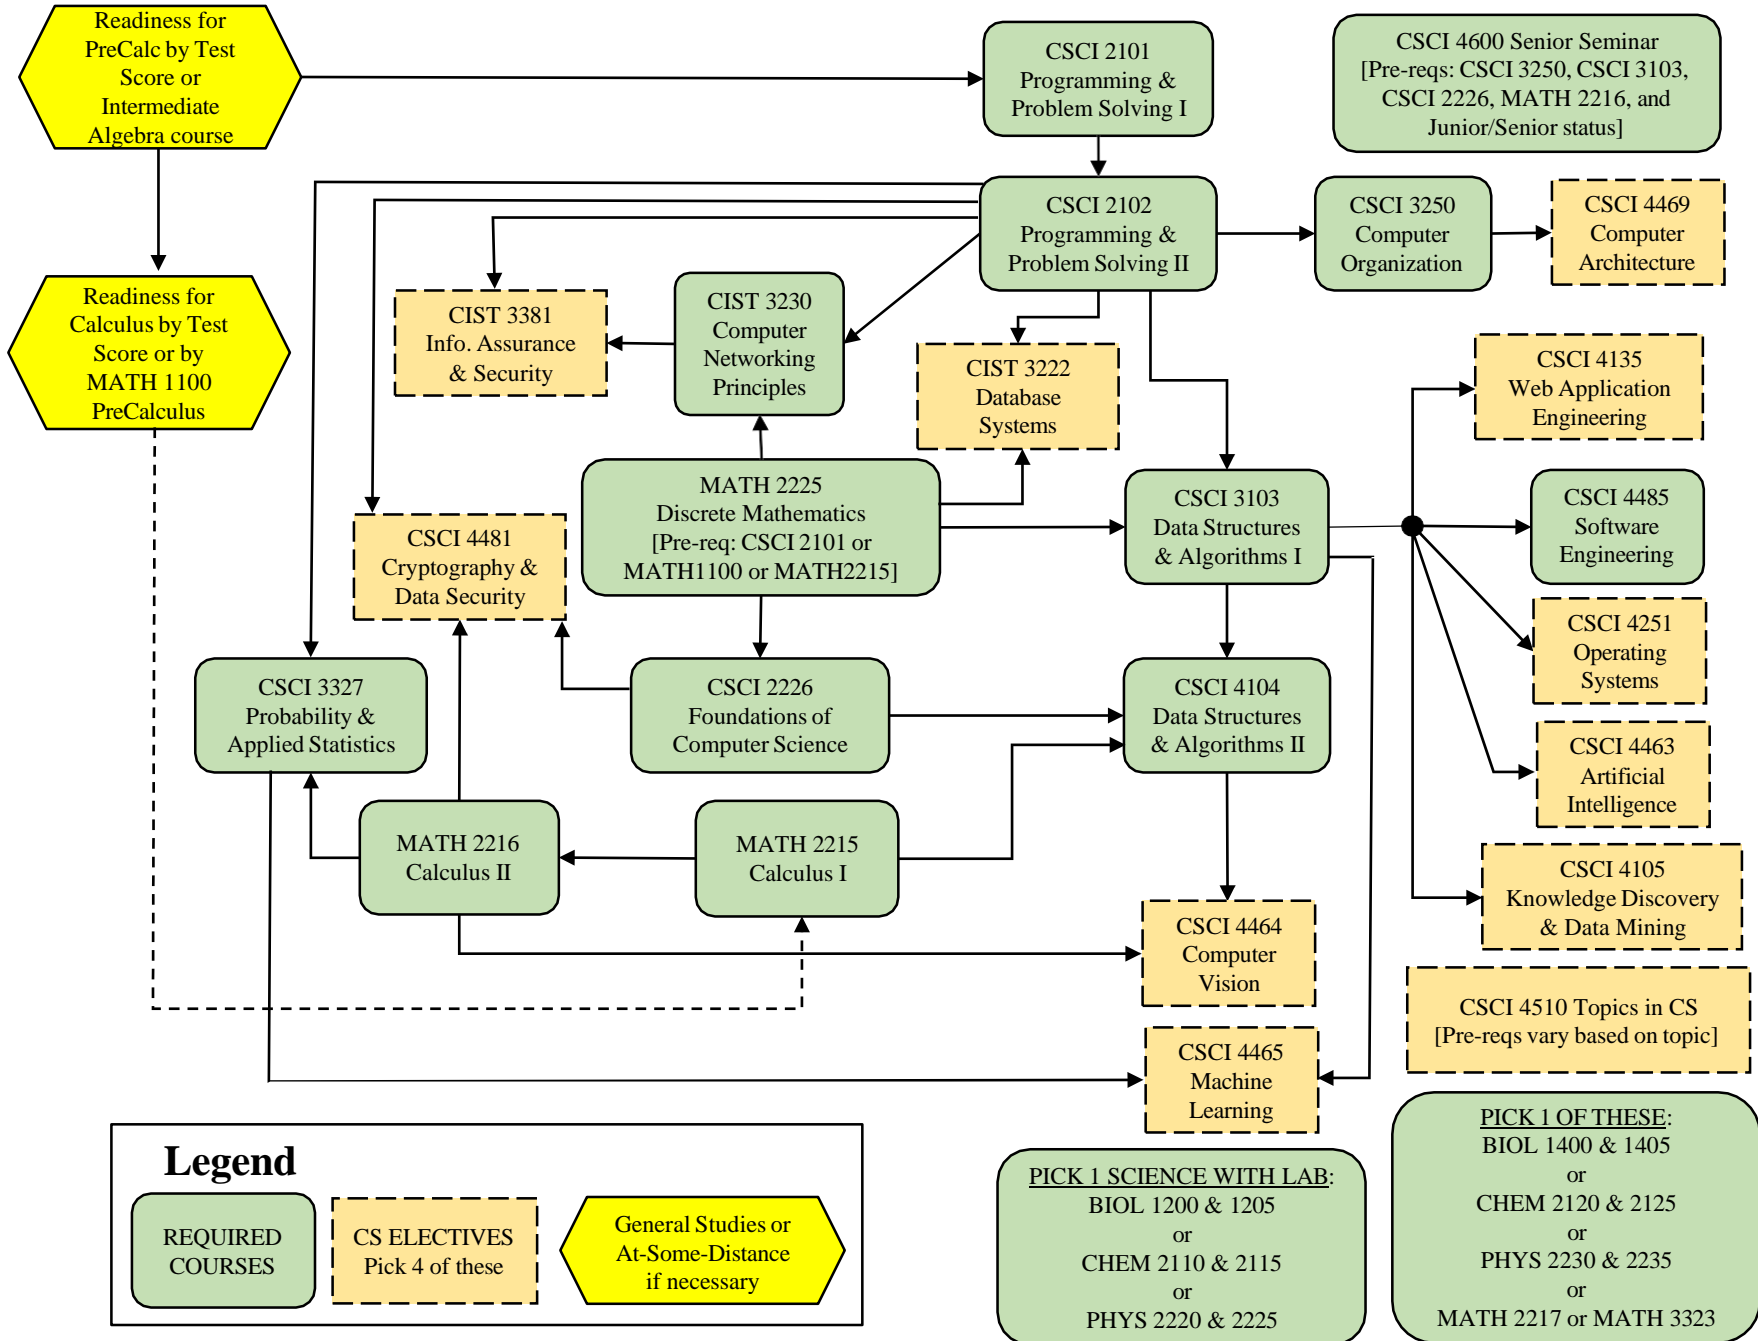 Readiness for
PreCalc by Test
Score or
Intermediate
Algebra course
CSCI 2101
Programming &
Problem Solving I
CSCI 4600 Senior Seminar
[Pre-reqs: CSCI 3250, CSCI 3103,
CSCI 2226, MATH 2216, and
Junior/Senior status]
CSCI 2102
Programming &
Problem Solving II
CSCI 3250
Computer
Organization
CSCI 4469
Computer
Architecture
Readiness for
Calculus by Test
Score or by
MATH 1100
PreCalculus
CIST 3381
Info. Assurance
& Security
CIST 3230
Computer
Networking
Principles
CIST 3222
Database
Systems
CSCI 4135
Web Application
Engineering
CSCI 4481
Cryptography &
Data Security
MATH 2225
Discrete Mathematics
[Pre-req: CSCI 2101 or
MATH1100 or MATH2215]
CSCI 3103
Data Structures
& Algorithms I
CSCI 4485
Software
Engineering
CSCI 4251
Operating
Systems
CSCI 3327
Probability &
Applied Statistics
CSCI 2226
Foundations of
Computer Science
CSCI 4104
Data Structures
& Algorithms II
CSCI 4463
Artificial
Intelligence
MATH 2216
Calculus II
MATH 2215
Calculus I
CSCI 4105
Knowledge Discovery
& Data Mining
CSCI 4464
Computer
Vision
CSCI 4510 Topics in CS
[Pre-reqs vary based on topic]
CSCI 4465
Machine
Learning
Legend
REQUIRED
COURSES
CS ELECTIVES
Pick 4 of these
General Studies or
At-Some-Distance
if necessary
PICK 1 SCIENCE WITH LAB:
BIOL 1200 & 1205
or
CHEM 2110 & 2115
or
PHYS 2220 & 2225
PICK 1 OF THESE:
BIOL 1400 & 1405
or
CHEM 2120 & 2125
or
PHYS 2230 & 2235
or
MATH 2217 or MATH 3323